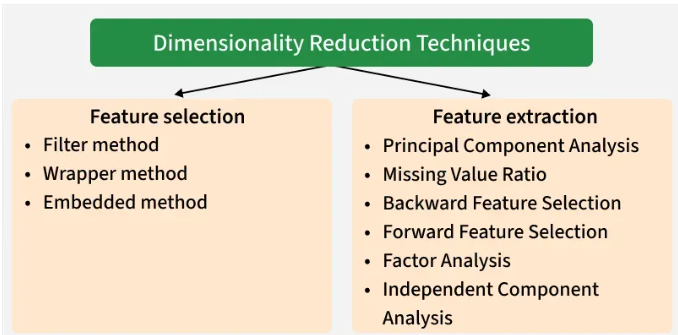 Dimensionality Reduction Techniques
Feature selection
• Filter method
• Wrapper method
• Embedded method
Feature extraction
• Principal Component Analysis
• Missing Value Ratio
• Backward Feature Selection
• Forward Feature Selection
• Factor Analysis
• Independent Component
Analysis